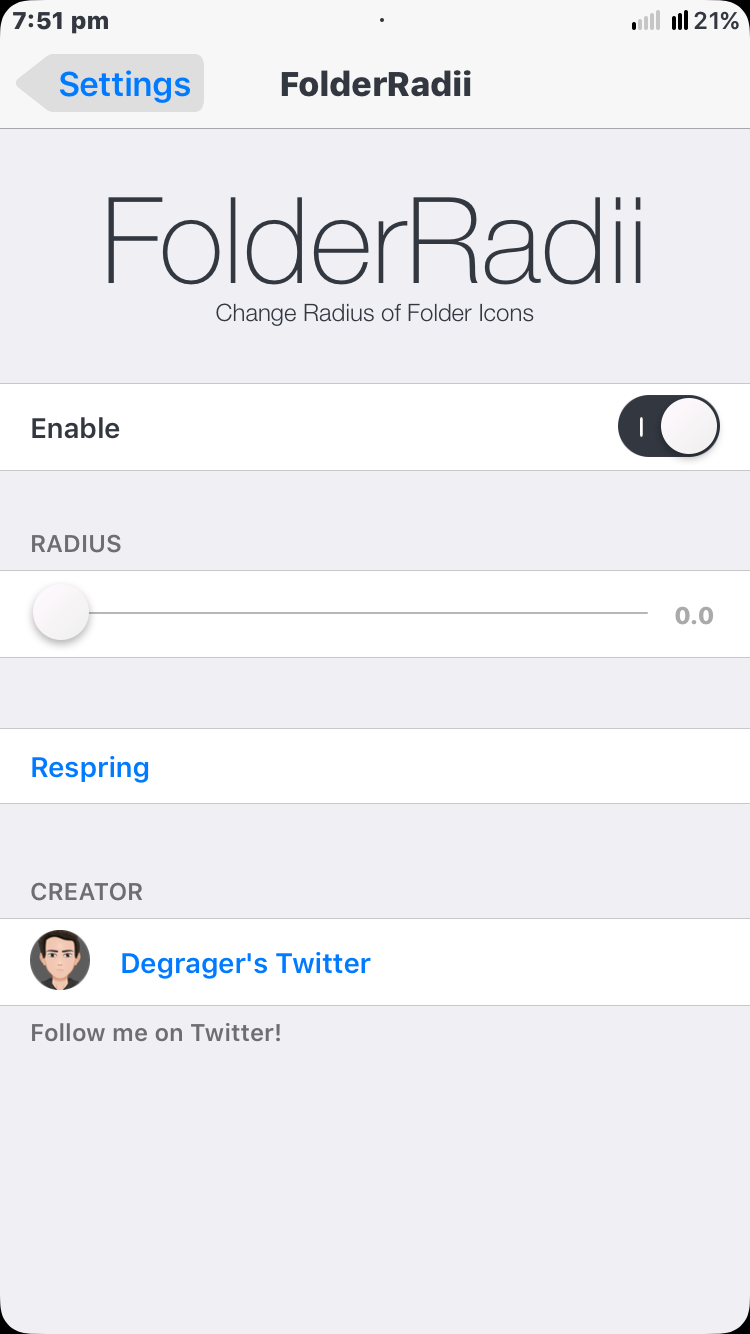 7:51 pm 21%
Settings FolderRadii
FolderRadii
Change Radius of Folder Icons
Enable
RADIUS
0.0
Respring
CREATOR
Degrager's Twitter
Follow me on Twitter!